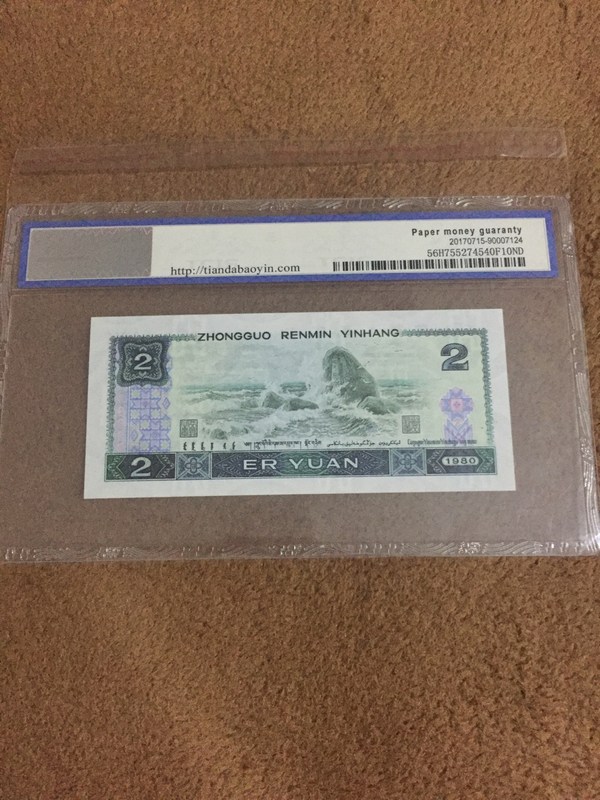 Paper money guaranty
20170715-90007124
http://tiandabaoyin.com
56H755274540F10ND
ZHONGGUO RENMIN YINHANG
2
2
2
ER YUAN
1980